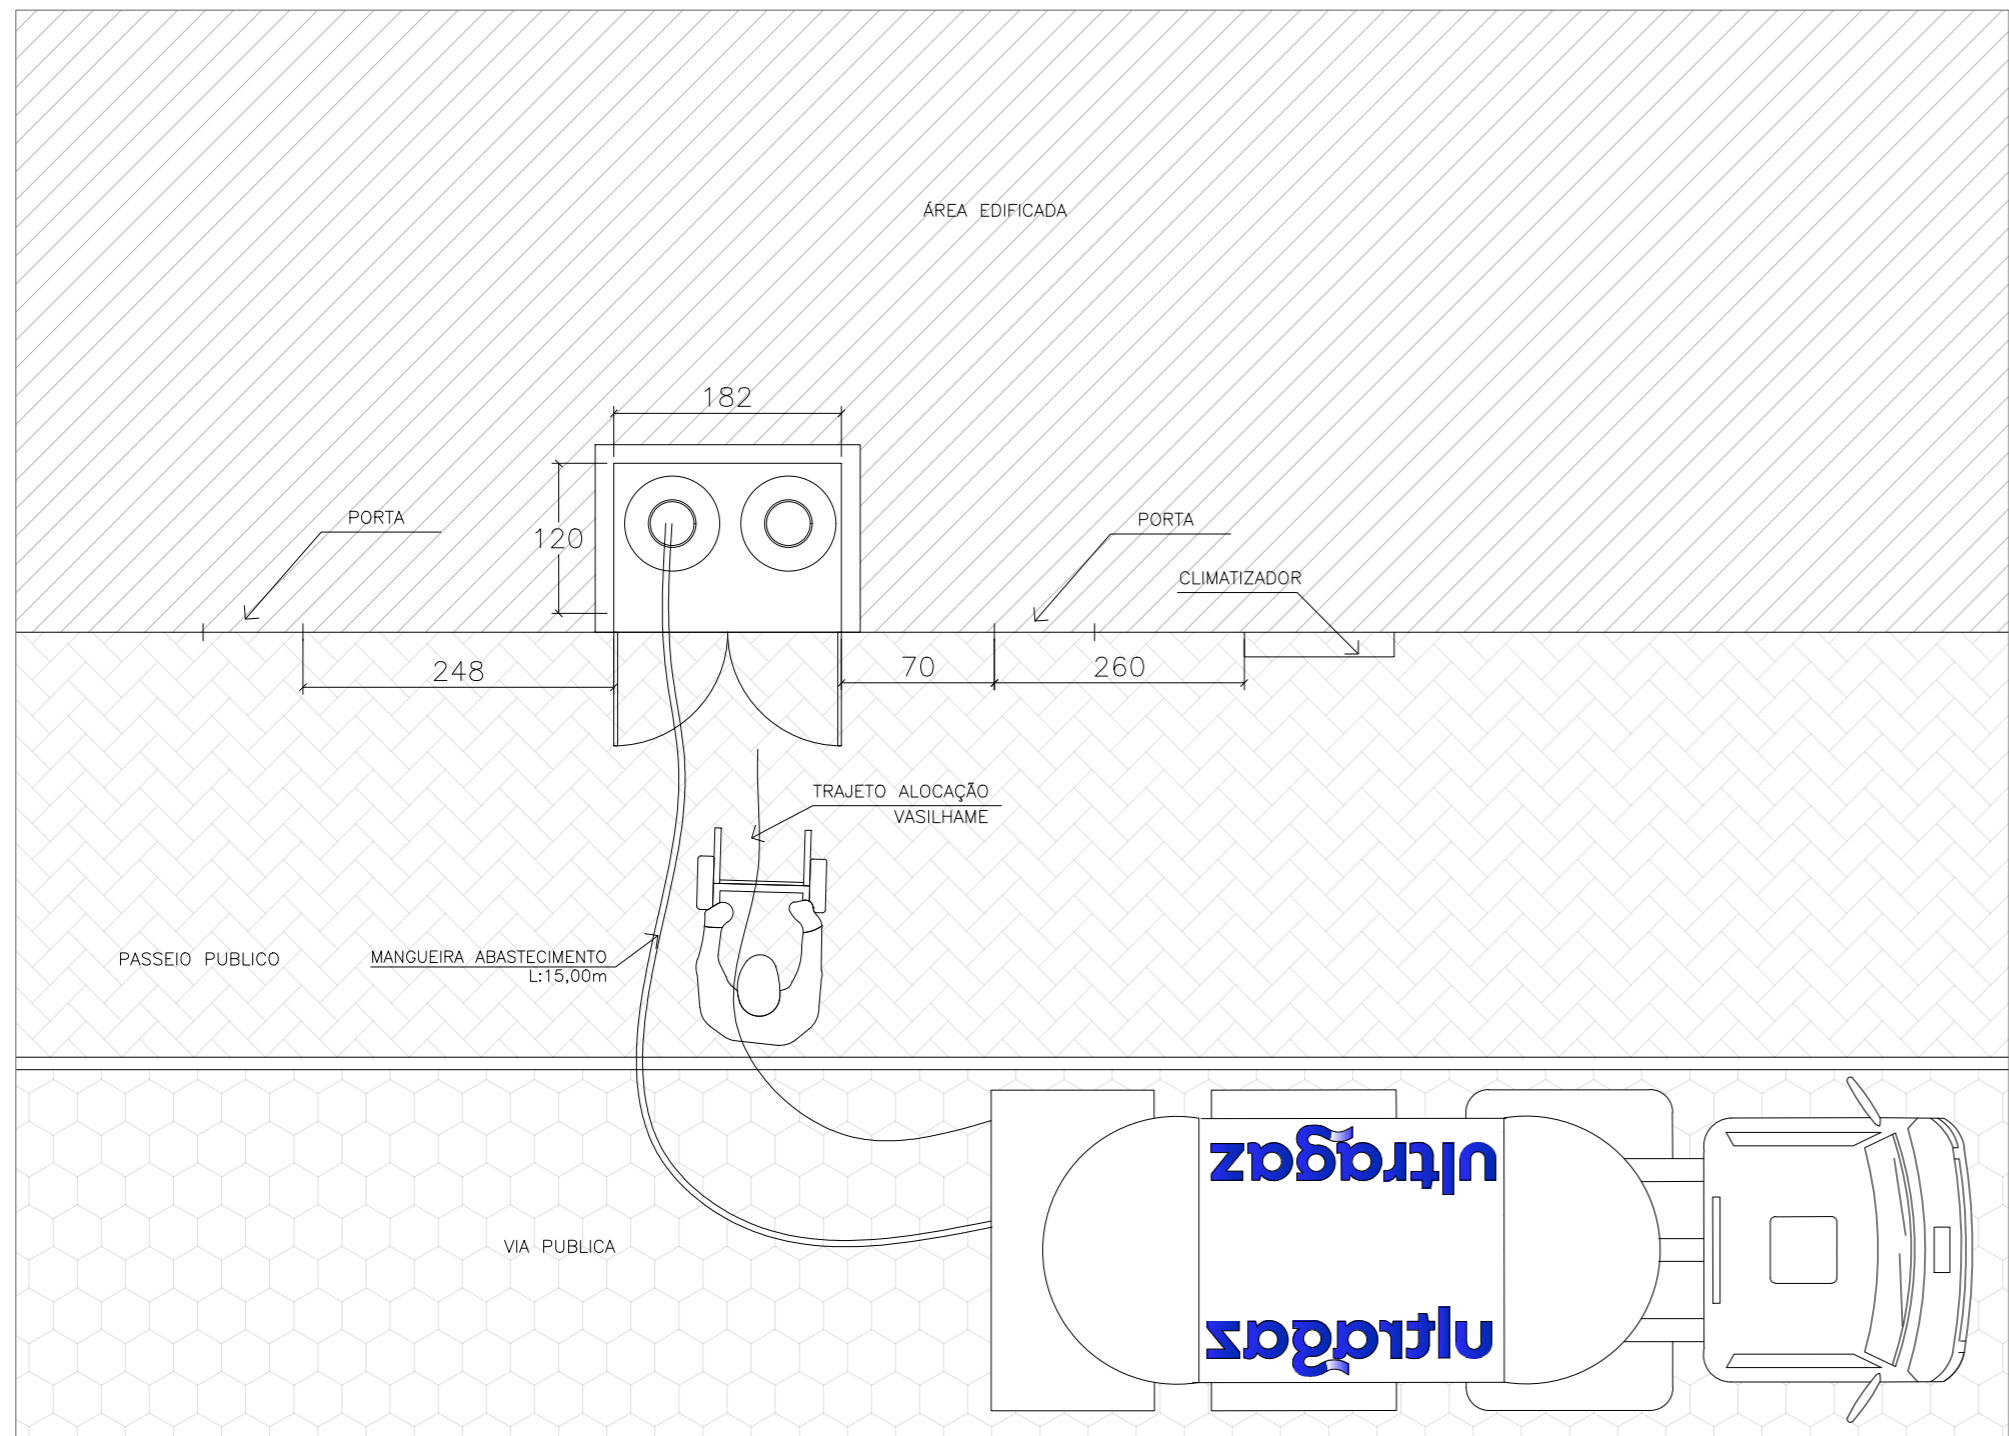 ÁREA EDIFICADA
182
120
PORTA
PORTA
CLIMATIZADOR
248
70
260
TRAJETO ALOCAÇÃO
VASILHAME
PASSEIO PUBLICO
MANGUEIRA ABASTECIMENTO
L:15,00m
VIA PUBLICA
ultragaz
ultragaz